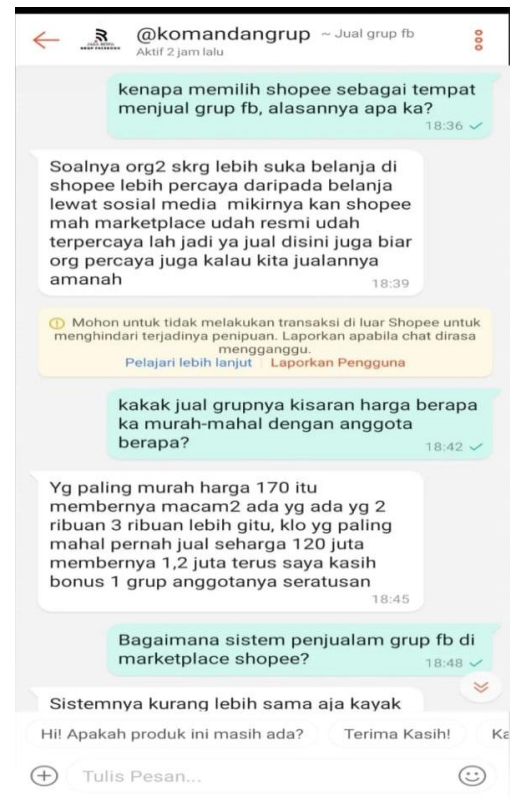 @komandangrup ~ Jual grup fb
Aktif 2 jam lalu
kenapa memilih shopee sebagai tempat
menjual grup fb, alasannya apa ka?
18:36
Soalnya org2 skrg lebih suka belanja di
shopee lebih percaya daripada belanja
lewat sosial media mikirnya kan shopee
mah marketplace udah resmi udah
terpercaya lah jadi ya jual disini juga biar
org percaya juga kalau kita jualannya
amanah
18:39
Mohon untuk tidak melakukan transaksi di luar Shopee untuk
menghindari terjadinya penipuan. Laporkan apabila chat dirasa
mengganggu.
Pelajari lebih lanjut | Laporkan Pengguna
kakak jual grupnya kisaran harga berapa
ka murah-mahal dengan anggota
berapa?
18:42
Yg paling murah harga 170 itu
membernya macam2 ada yg ada yg 2
ribuan 3 ribuan lebih gitu, klo yg paling
mahal pernah jual seharga 120 juta
membernya 1,2 juta terus saya kasih
bonus 1 grup anggotanya seratusan
18:45
Bagaimana sistem penjualam grup fb di
marketplace shopee?
18:48
Sistemnya kurang lebih sama aja kayak
Hi! Apakah produk ini masih ada?
Terima Kasih!
Ka
Tulis Pesan...